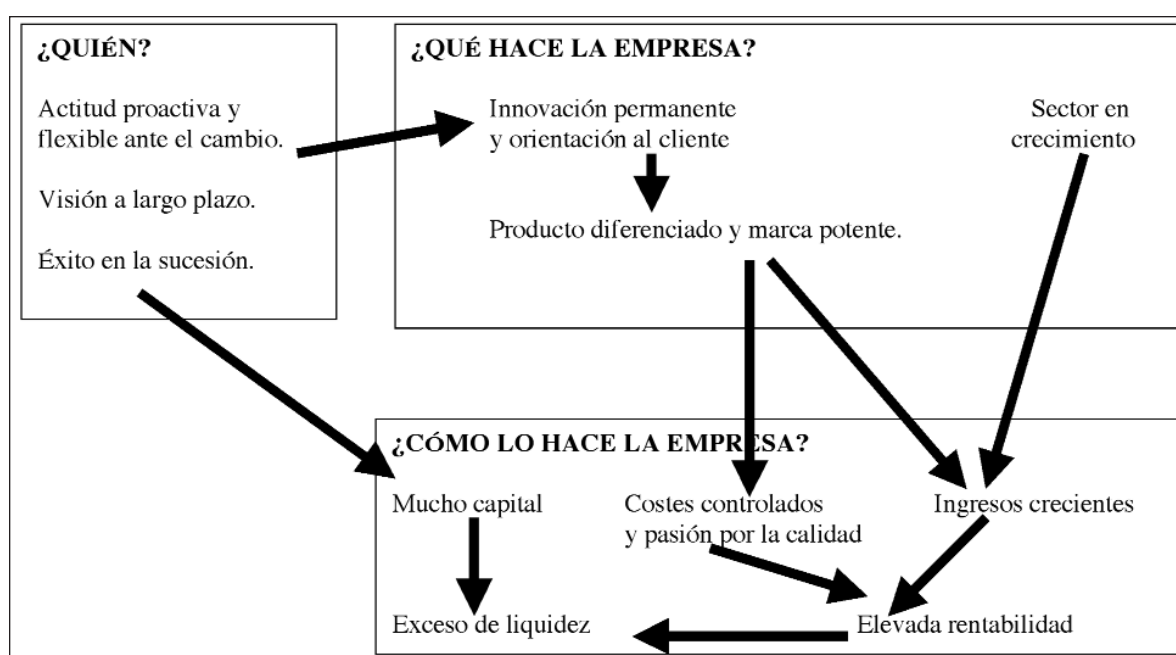 ¿QUIÉN?
Actitud proactiva y
flexible ante el cambio.
Visión a largo plazo.
Éxito en la sucesión.
¿QUÉ HACE LA EMPRESA?
Innovación permanente
y orientación al cliente
Sector en
crecimiento
Producto diferenciado y marca potente.
¿CÓMO LO HACE LA EMPRESA?
Mucho capital
Costes controlados
y pasión por la calidad
Ingresos crecientes
Exceso de liquidez
Elevada rentabilidad